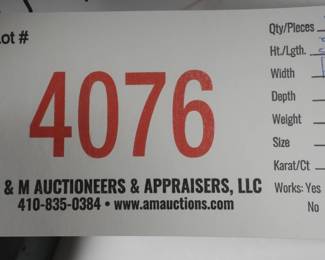 Lot #
4076
& M AUCTIONEERS & APPRAISERS, LLC
410-835-0384 • www.amauctions.com
Qty/Pieces
Ht./Lgth.
Width
Depth
Weight
Size
Karat/Ct
Works: Yes
No